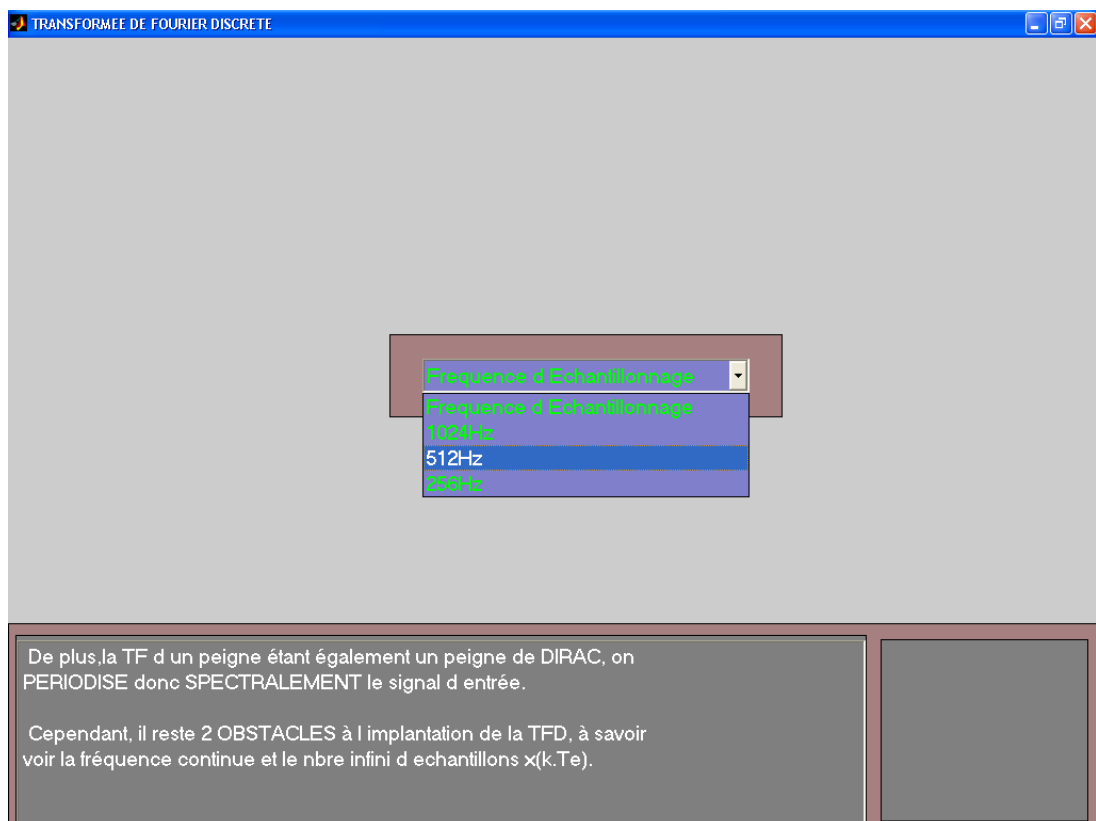 TRANSFORMEE DE FOURIER DISCRETE
Frequence d Echantillonnage
Frequence d Echantillonnage
1024Hz
512Hz
256Hz
De plus,la TF d un peigne étant également un peigne de DIRAC, on
PERIODISE donc SPECTRALEMENT le signal d entrée.
Cependant, il reste 2 OBSTACLES à l implantation de la TFD, à savoir
voir la fréquence continue et le nbre infini d echantillons x(k.Te).